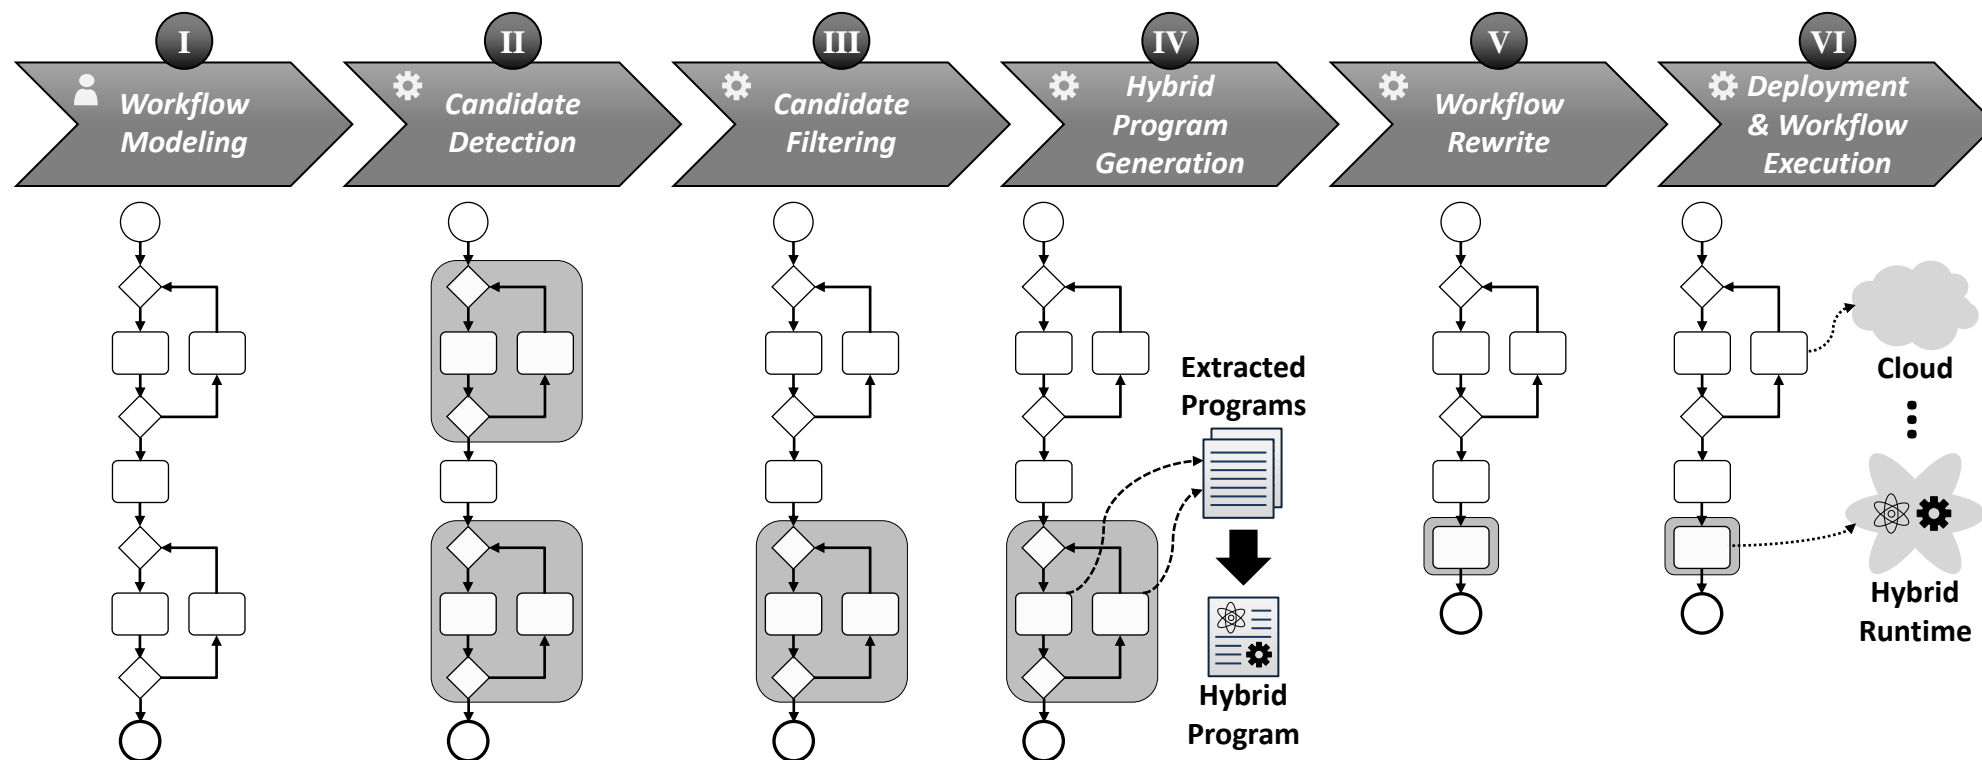 I
Workflow
Modeling
II
Candidate
Detection
III
Candidate
Filtering
IV
Hybrid
Program
Generation
V
Workflow
Rewrite
VI
Deployment
& Workflow
Execution
Extracted
Programs
Hybrid
Program
Cloud
Hybrid
Runtime